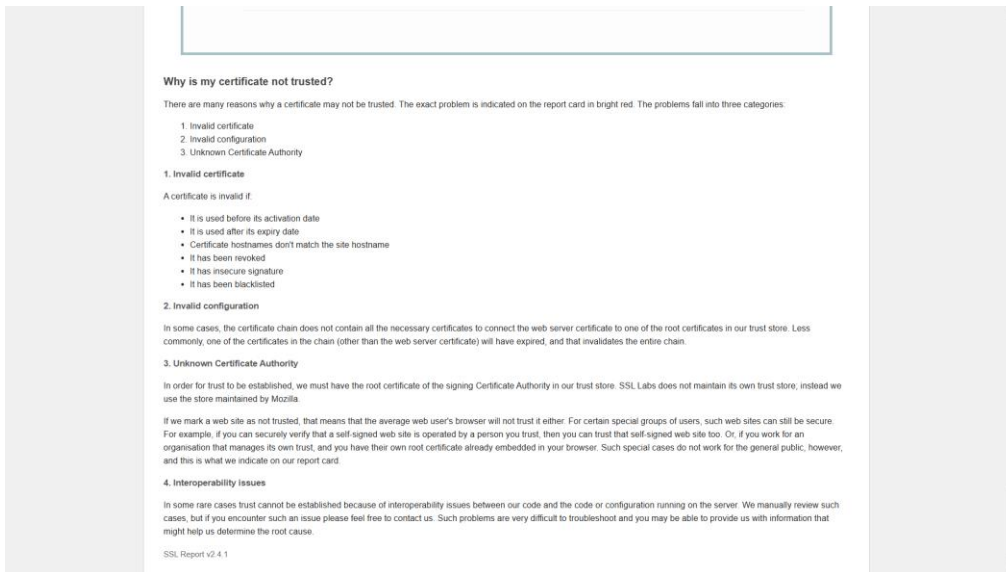 Why is my certificate not trusted?
There are many reasons why a certificate may not be trusted. The exact problem is indicated on the report card in bright red. The problems fall into three categories:
1. Invalid certificate
2. Invalid configuration
3. Unknown Certificate Authority
1. Invalid certificate
A certificate is invalid if:
• It is used before its activation date
• It is used after its expiry date
• Certificate hostnames don't match the site hostname
• It has been revoked
• It has insecure signature
• It has been blacklisted
2. Invalid configuration
In some cases, the certificate chain does not contain all the necessary certificates to connect the web server certificate to one of the root certificates in our trust store. Less
commonly, one of the certificates in the chain (other than the web server certificate) will have expired, and that invalidates the entire chain.
3. Unknown Certificate Authority
In order for trust to be established, we must have the root certificate of the signing Certificate Authority in our trust store. SSL Labs does not maintain its own trust store; instead we
use the store maintained by Mozilla.
If we mark a web site as not trusted, that means that the average web user's browser will not trust it either. For certain special groups of users, such web sites can still be secure.
For example, if you can securely verify that a self-signed web site is operated by a person you trust, then you can trust that self-signed web site too. Or, if you work for an
organisation that manages its own trust, and you have their own root certificate already embedded in your browser. Such special cases do not work for the general public, however,
and this is what we indicate on our report card.
4. Interoperability issues
In some rare cases trust cannot be established because of interoperability issues between our code and the code or configuration running on the server. We manually review such
cases, but if you encounter such an issue please feel free to contact us. Such problems are very difficult to troubleshoot and you may be able to provide us with information that
might help us determine the root cause.
SSL Report v2.4.1